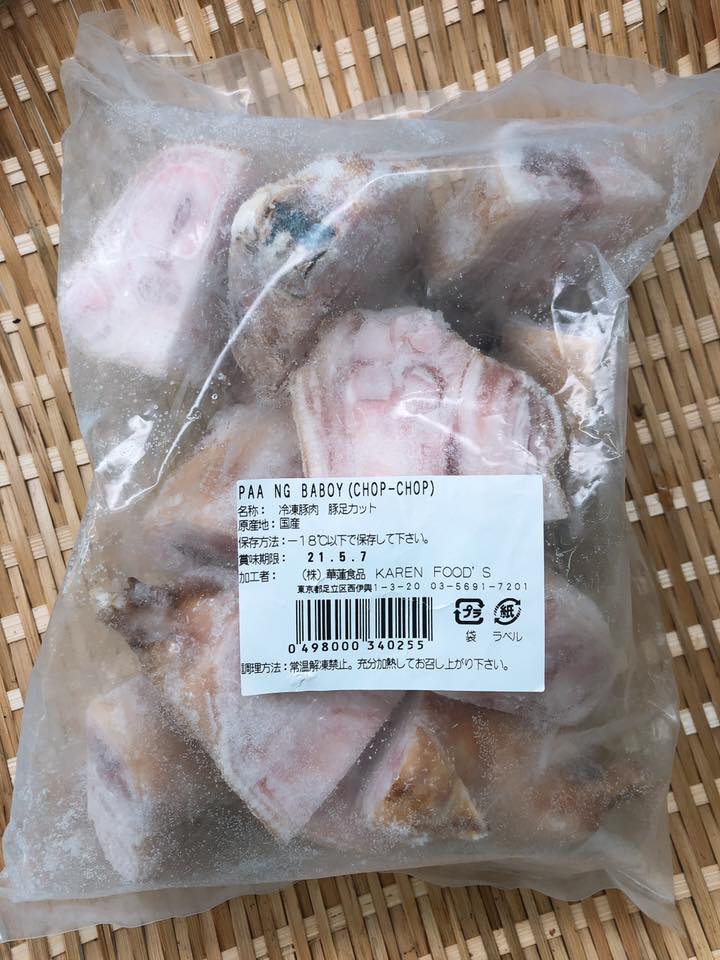 PAA NG BABOY(CHOP-CHOP)
名称： 冷凍豚肉 豚足カット
原産地：国産
保存方法：－18℃以下で保存して下さい。
賞味期限： 21.5.7
加工者： （株）華蓮食品 KAREN FOOD'S
東京都足立区西伊興1-3-20 03-5691-7201
プラ 紙
袋 ラベル
0 498000 340255
調理方法：常温解凍禁止。充分加熱してお召し上がり下さい。